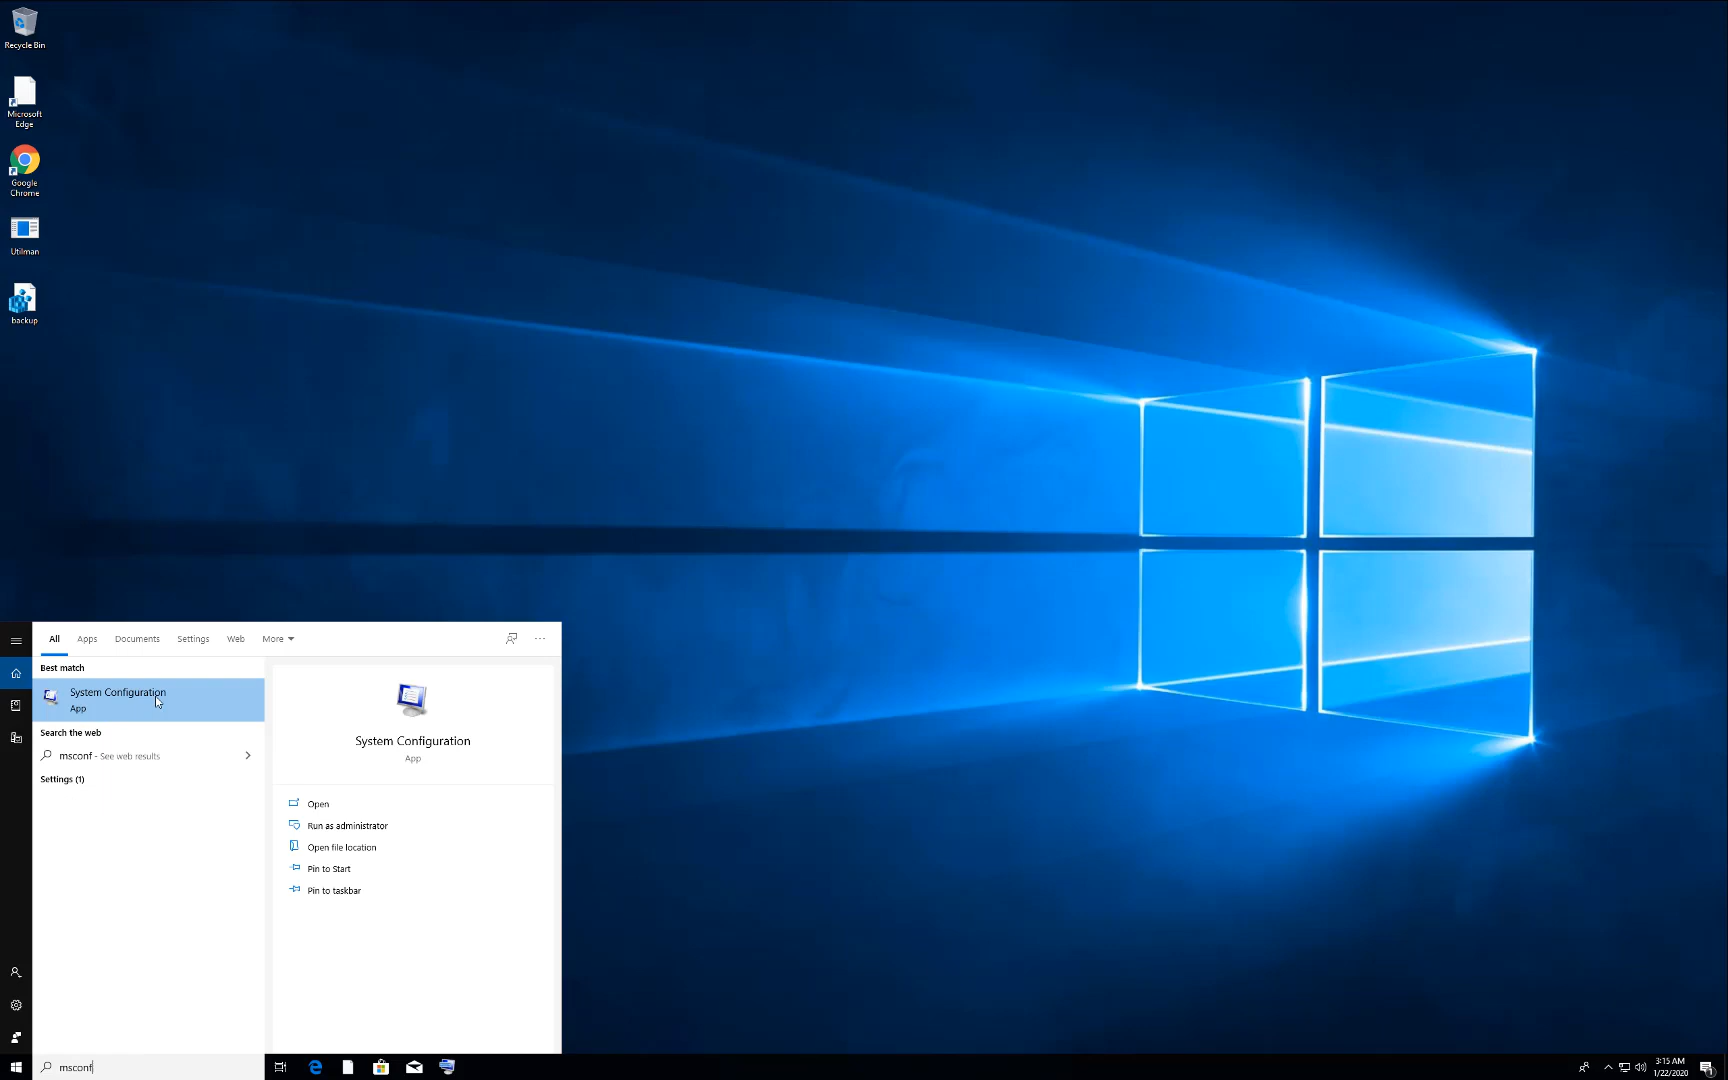 Recycle Bin
Microsoft
Edge
Google
Chrome
Utilman
backup
All Apps Documents Settings Web More
Best match
System Configuration
App
Search the web
msconf - See web results
Settings (1)
System Configuration
App
Open
Run as administrator
Open file location
Pin to Start
Pin to taskbar
msconf
3:15 AM
1/22/2020
1